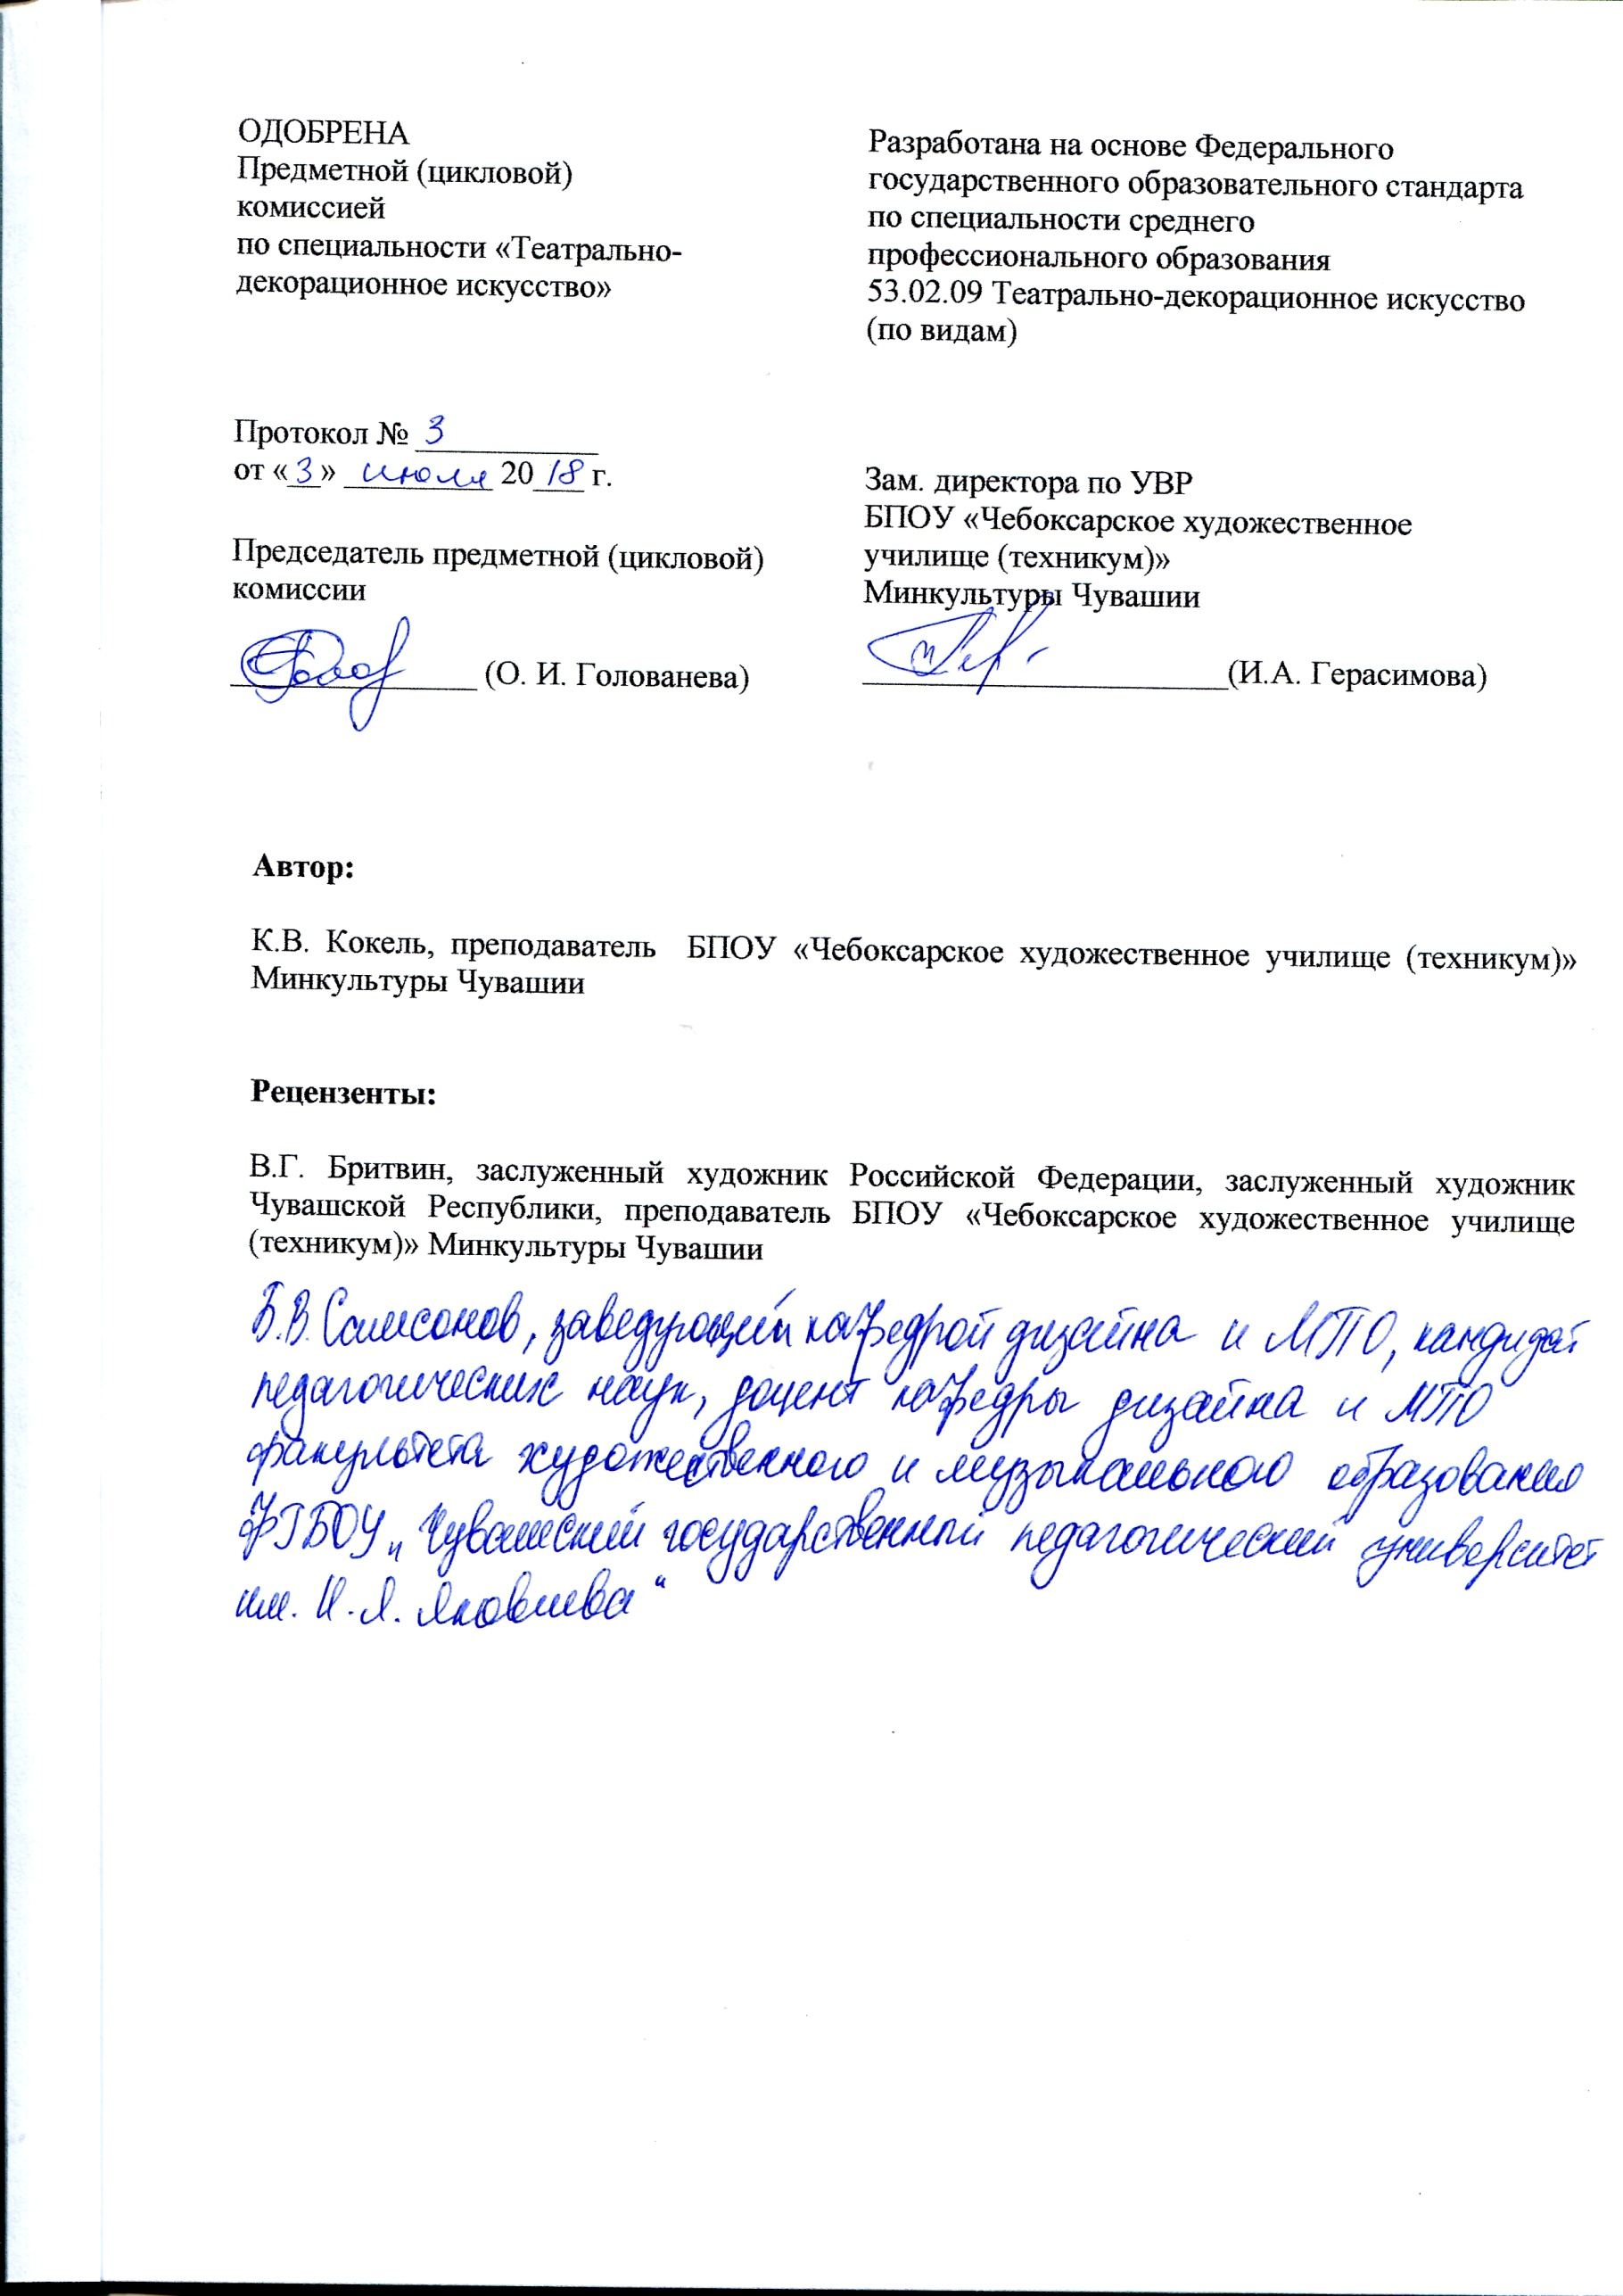 ОДОБРЕНА
Предметной (цикловой)
комиссией
по специальности «Театрально-
декорационное искусство»
Протокол № 3
от «3» июля 2018 г.
Председатель предметной (цикловой)
комиссии
(О. И. Голованева)
Разработана на основе Федерального
государственного образовательного стандарта
по специальности среднего
профессионального образования
53.02.09 Театрально-декорационное искусство
(по видам)
Зам. директора по УВР
БПОУ «Чебоксарское художественное
училище (техникум)»
Минкультуры Чувашии
(И.А. Герасимова)
Автор:
К.В. Кокель, преподаватель БПОУ «Чебоксарское художественное училище (техникум)»
Минкультуры Чувашии
Рецензенты:
В.Г. Бритвин, заслуженный художник Российской Федерации, заслуженный художник
Чувашской Республики, преподаватель БПОУ «Чебоксарское художественное училище
(техникум)» Минкультуры Чувашии
Б.В. Самсонов, заведующий кафедрой дизайна и МПО, кандидат
педагогических наук, доцент кафедры дизайна и МПО
факультета художественного и музыкального образования
ФГБОУ „Чувашский государственный педагогический университет
им. И.Я. Яковлева“